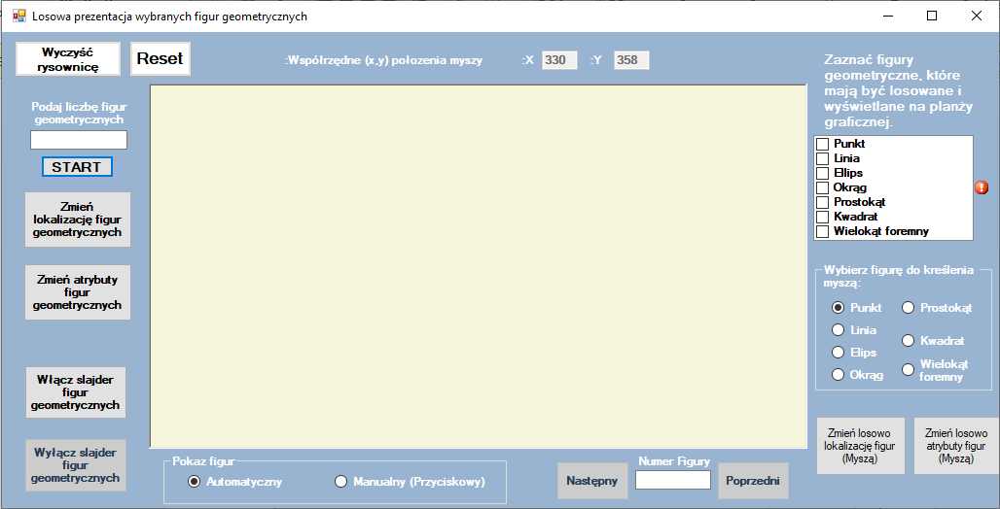 Losowa prezentacja wybranych figur geometrycznych
Wyczyść
rysownicę
Reset
:Współrzędne (x,y) połozenia myszy
:X
330
:Y
358
Zaznać figury
geometryczne, które
mają być losowane i
wyświetlane na planży
graficznej.
Podaj liczbę figur
geometrycznych
START
Zmień
lokalizację figur
geometrycznych
Zmień atrybuty
figur
geometrycznych
Włącz slajder
figur
geometrycznych
Wyłącz slajder
figur
geometrycznych
Punkt
Linia
Ellips
Okrąg
Prostokąt
Kwadrat
Wielokąt foremny
Wybierz figurę do kreślenia
myszą:
Punkt
Linia
Elips
Okrąg
Prostokąt
Kwadrat
Wielokąt
foremny
Zmień losowo
lokalizację figur
(Myszą)
Zmień losowo
atrybuty figur
(Myszą)
Pokaz figur
Automatyczny
Manualny (Przyciskowy)
Następny
Numer Figury
Poprzedni